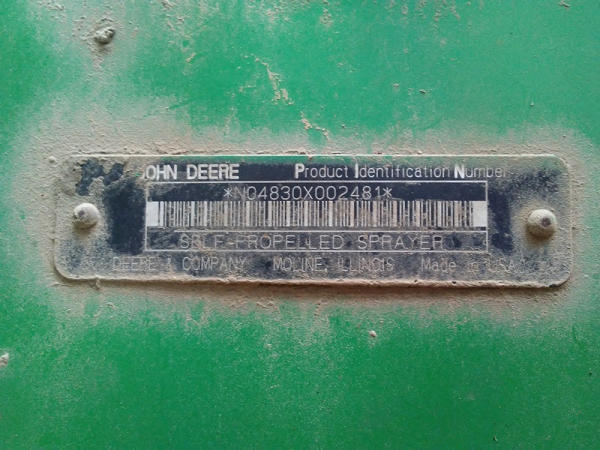 JOHN DEERE Product Identification Number
*N04830X002481*
SELF-PROPELLED SPRAYER
DEERE & COMPANY MOLINE, ILLINOIS Made in U.S.A.